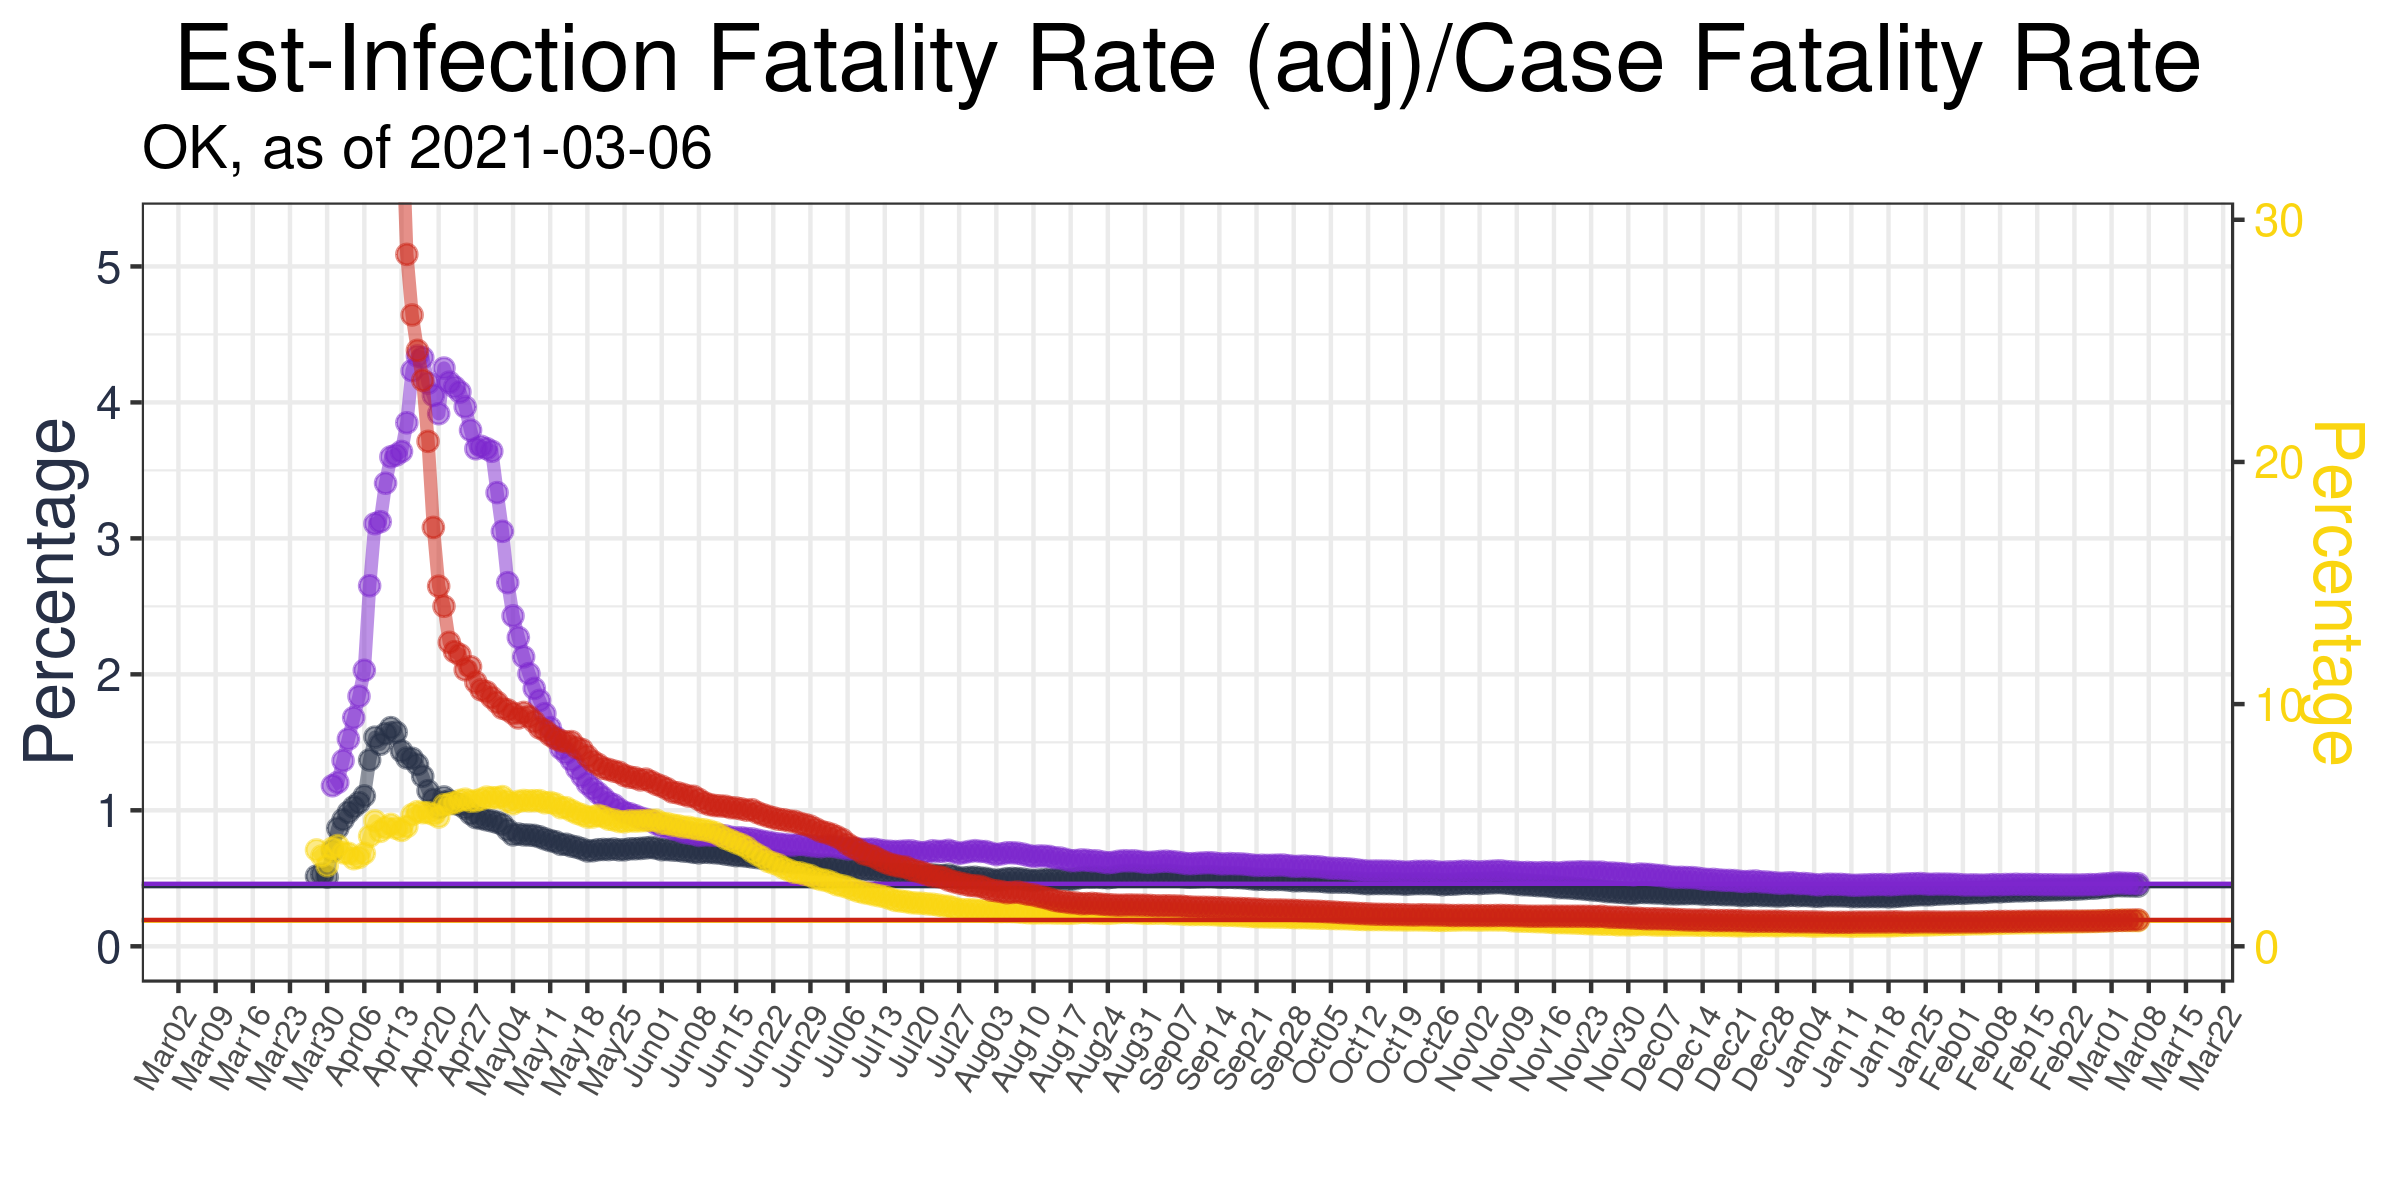 Est-Infection Fatality Rate (adj)/Case Fatality Rate
OK, as of 2021-03-06
Percentage
5
4
3
2
1
0
30
20
10
0
Percentage
Mar02
Mar09
Mar16
Mar23
Mar30
Apr06
Apr13
Apr20
Apr27
May04
May11
May18
May25
Jun01
Jun08
Jun15
Jun22
Jun29
Jul06
Jul13
Jul20
Jul27
Aug03
Aug10
Aug17
Aug24
Aug31
Sep07
Sep14
Sep21
Sep28
Oct05
Oct12
Oct19
Oct26
Nov02
Nov09
Nov16
Nov23
Nov30
Dec07
Dec14
Dec21
Dec28
Dec04
Jan11
Jan18
Jan25
Feb01
Feb08
Feb15
Feb22
Mar01
Mar08
Mar15
Mar22